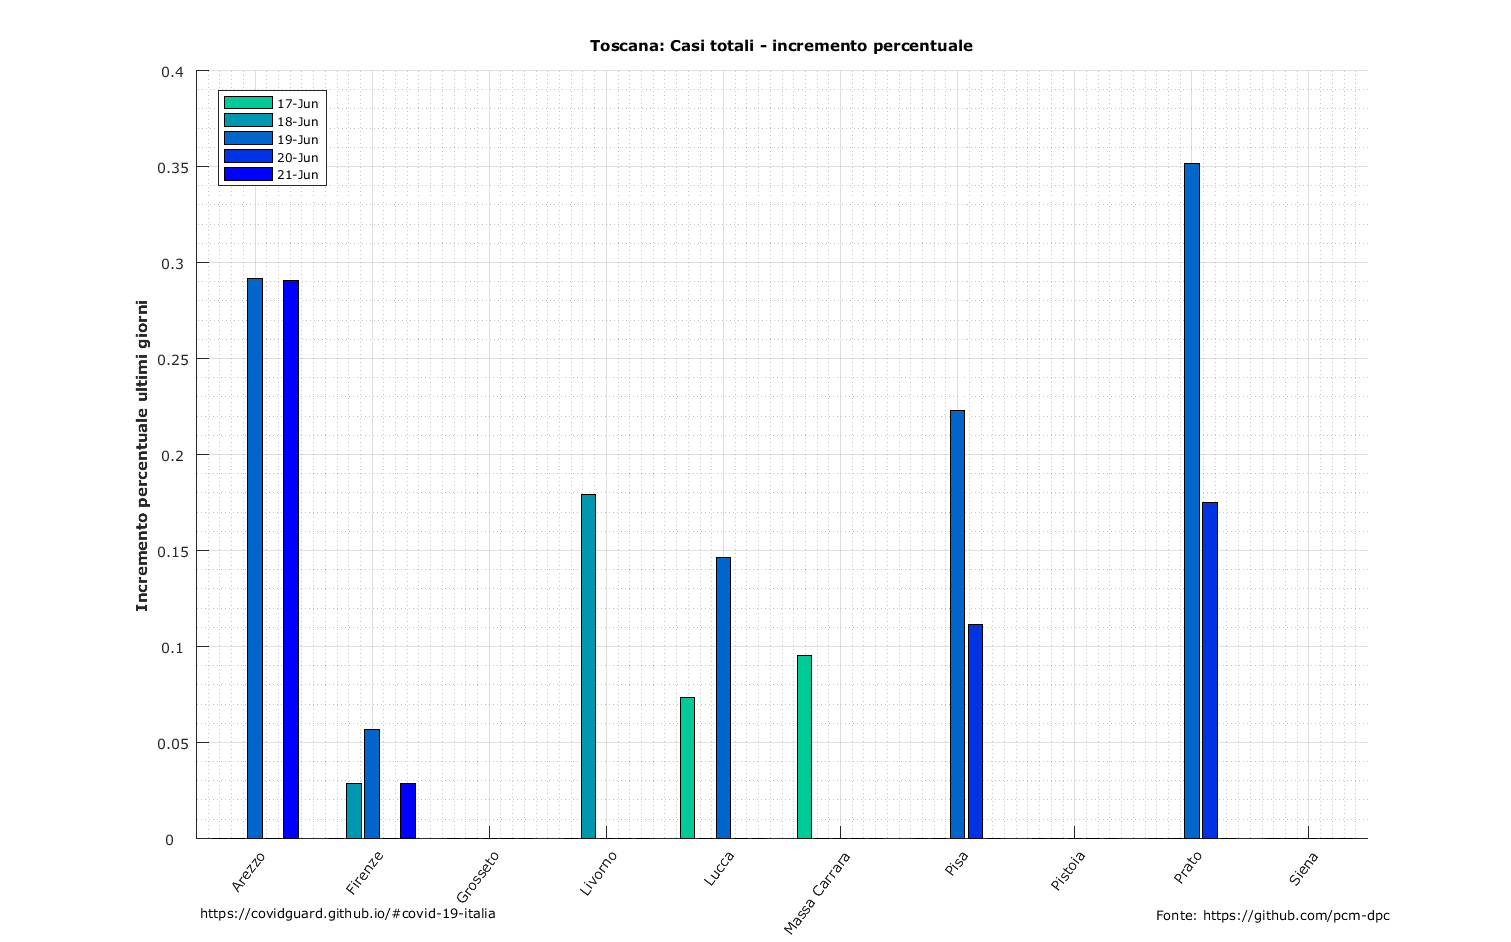 Toscana: Casi totali - incremento percentuale
0.4
0.35
0.3
0.25
0.2
0.15
0.1
0.05
0
Incremento percentuale ultimi giorni
17-Jun
18-Jun
19-Jun
20-Jun
21-Jun
Arezzo
Firenze
Grosseto
Livorno
Lucca
Massa Carrara
Pisa
Pistoia
Prato
Siena
https://covidguard.github.io/#covid-19-italia
Fonte: https://github.com/pcm-dpc